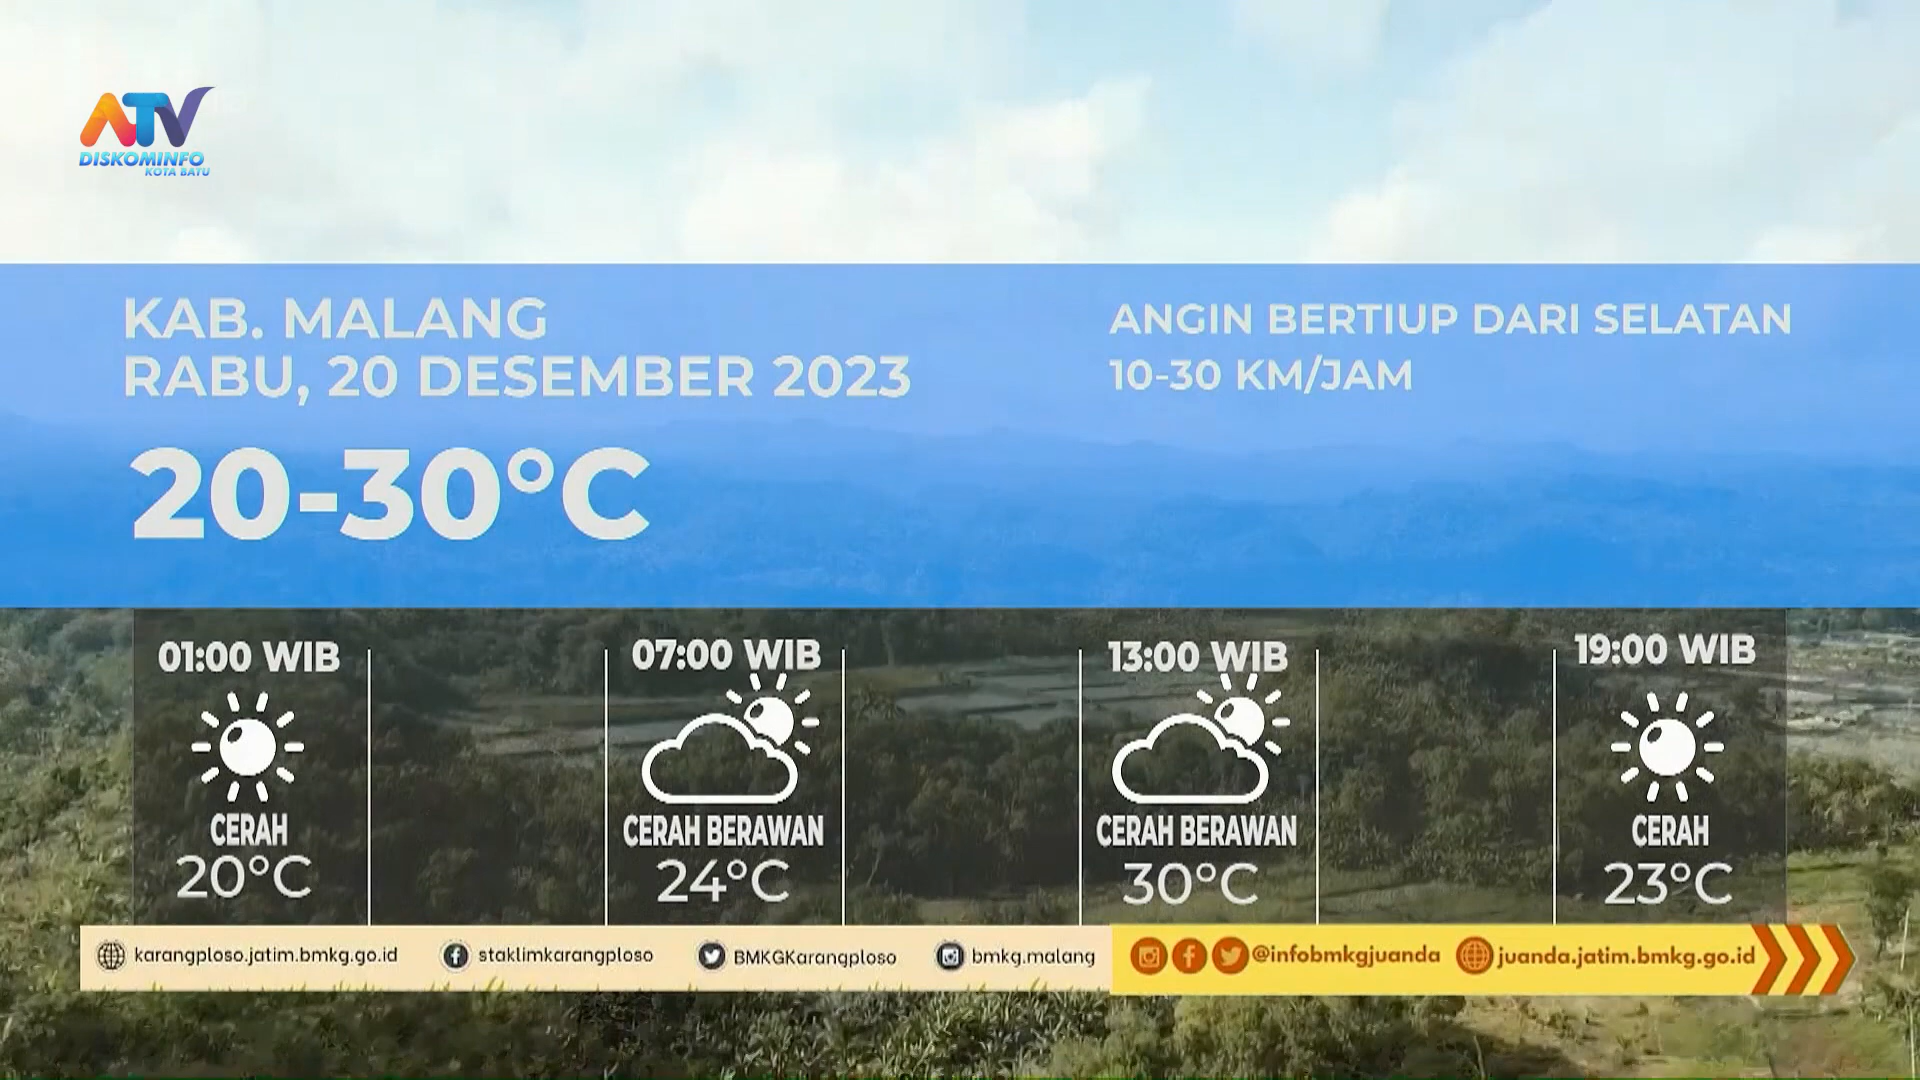 ATV
DISKOMINFO
KOTA BATU
KAB. MALANG
RABU, 20 DESEMBER 2023
20-30°C
ANGIN BERTIUP DARI SELATAN
10-30 KM/JAM
01:00 WIB
CERAH
20°C
07:00 WIB
CERAH BERAWAN
24°C
13:00 WIB
CERAH BERAWAN
30°C
19:00 WIB
CERAH
23°C
karangploso.jatim.bmkg.go.id
staklimkarangploso
BMKGKarangploso
bmkg.malang
@infobmkgjuanda
juanda.jatim.bmkg.go.id